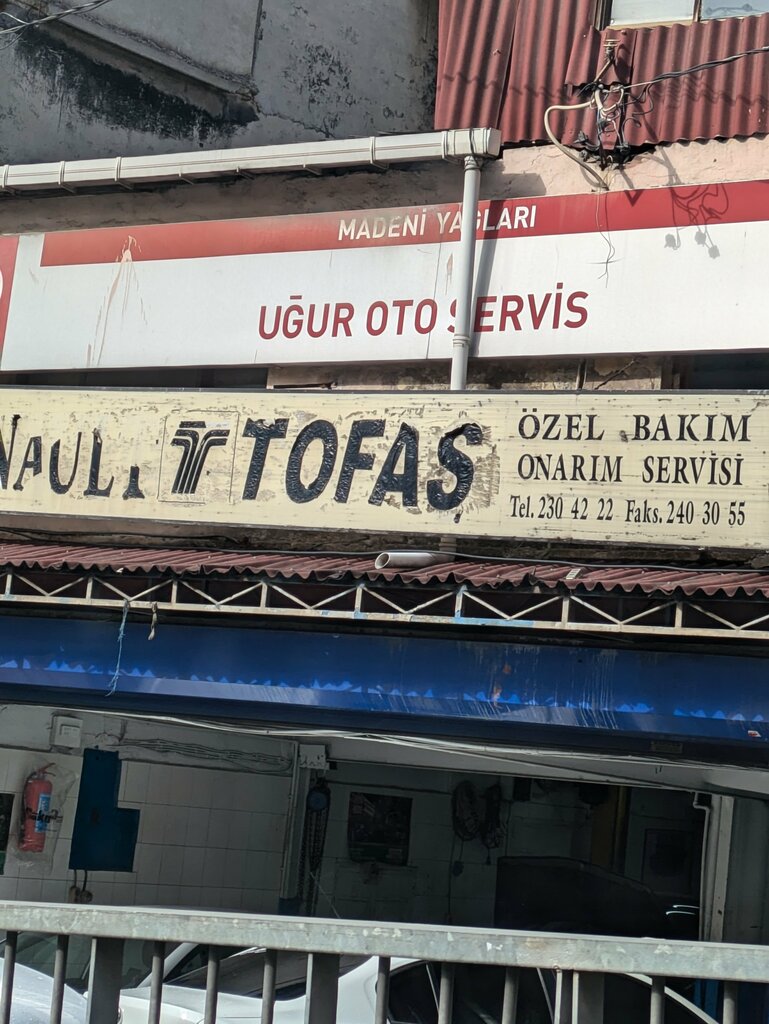 MADENİ YAĞLARI
UĞUR OTO SERVİS
NAULT TOFAŞ
ÖZEL BAKIM
ONARIM SERVİSİ
Tel. 230 42 22 Faks. 240 30 55